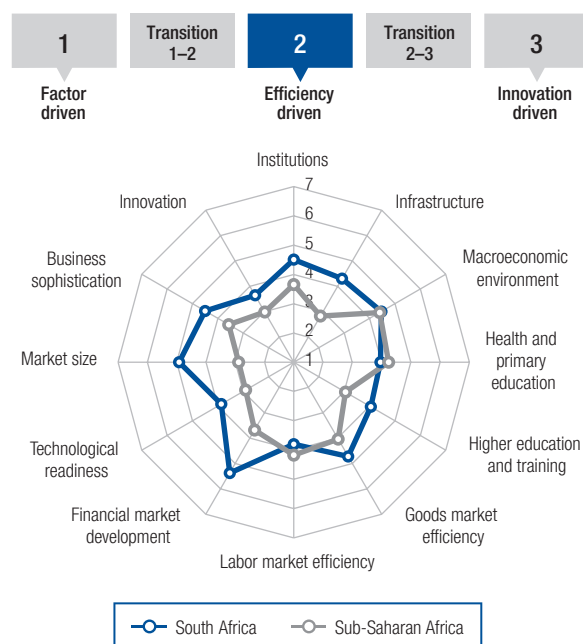 1
Transition
1–2
2
Transition
2–3
3
Factor
driven
Efficiency
driven
Innovation
driven
Institutions
Infrastructure
Macroeconomic
environment
Health and
primary
education
Higher education
and training
Goods market
efficiency
Labor market efficiency
Financial market
development
Technological
readiness
Market size
Business
sophistication
Innovation
7
6
5
4
3
2
1
South Africa
Sub-Saharan Africa